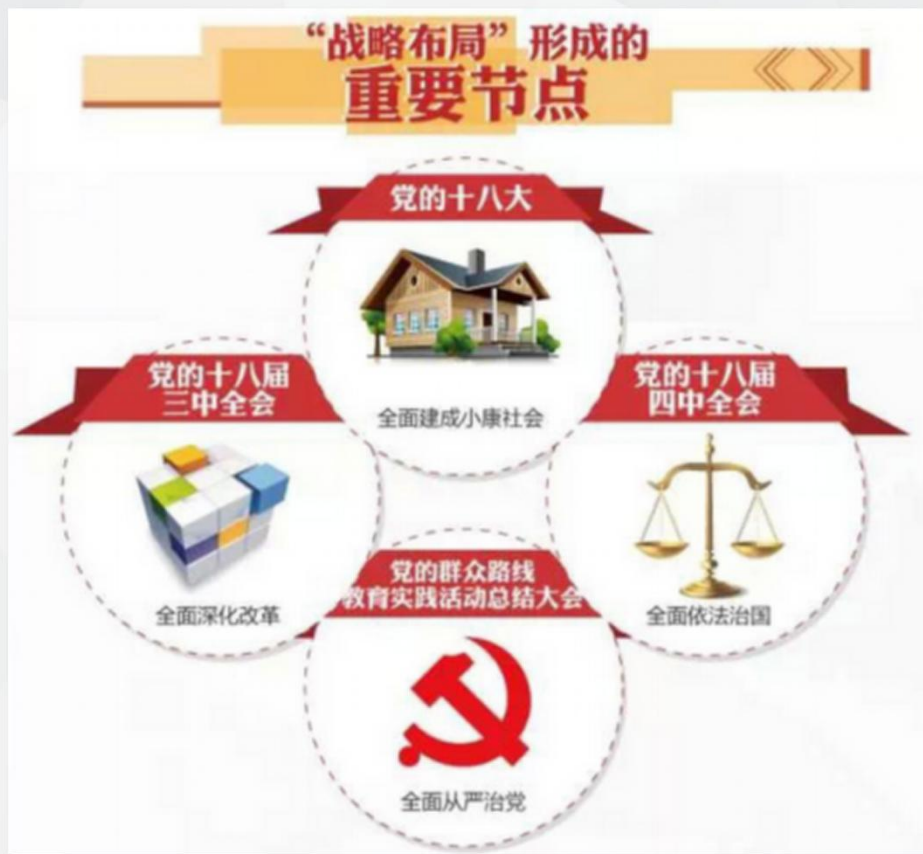 “战略布局”形成的
重要节点
党的十八大
全面建成小康社会
党的十八届
三中全会
全面深化改革
党的十八届
四中全会
全面依法治国
党的群众路线
教育实践活动总结大会
全面从严治党